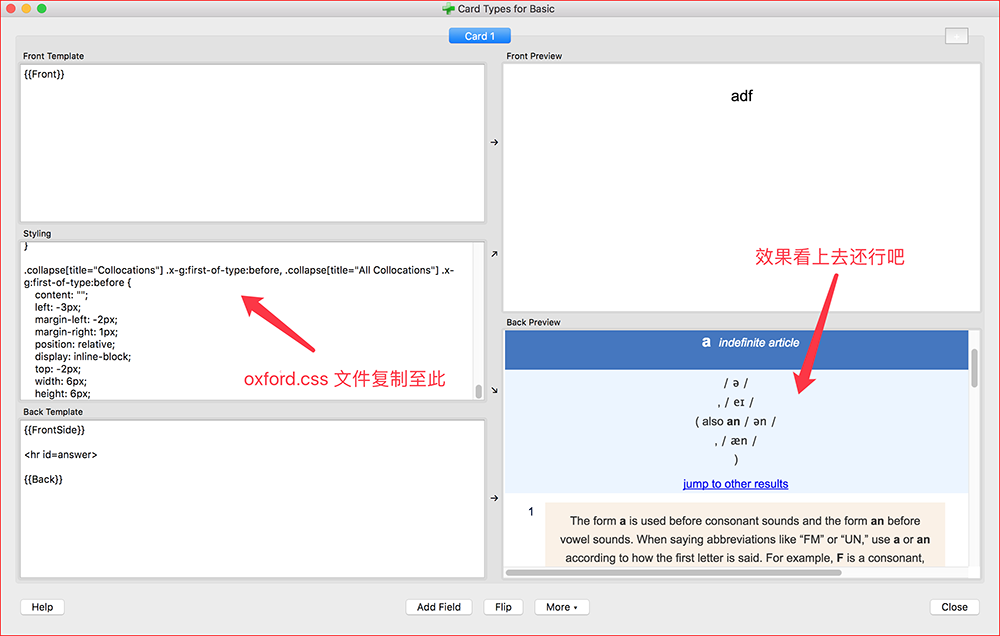 Card Types for Basic
Card 1
Front Template
{{Front}}
Styling
}
.collapse[title="Collocations"] .x-g:first-of-type:before, .collapse[title="All Collocations"] .x-
g:first-of-type:before {
content: "";
left: -3px;
margin-left: -2px;
margin-right: 1px;
position: relative;
display: inline-block;
top: -2px;
width: 6px;
height: 6px;
oxford.css 文件复制至此
Back Template
{{FrontSide}}
<hr id=answer>
{{Back}}
Front Preview
adf
效果看上去还行吧
Back Preview
a indefinite article
/ ə /
, / eɪ /
( also an / ən /
, / æn /
)
jump to other results
1
The form a is used before consonant sounds and the form an before
vowel sounds. When saying abbreviations like “FM” or “UN,” use a or an
according to how the first letter is said. For example, F is a consonant,
Help
Add Field
Flip
More
Close